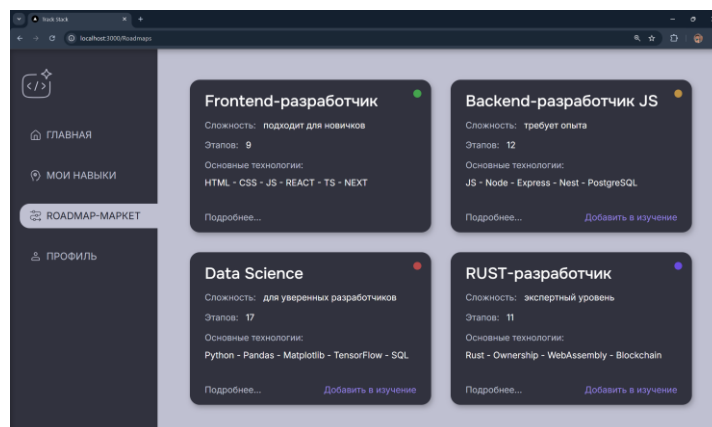 Track Stack
localhost:3000/Roadmaps
</>
ГЛАВНАЯ
МОИ НАВЫКИ
ROADMAP-МАРКЕТ
ПРОФИЛЬ
Frontend-разработчик
Сложность: подходит для новичков
Этапов: 9
Основные технологии:
HTML - CSS - JS - REACT - TS - NEXT
Подробнее...
Backend-разработчик JS
Сложность: требует опыта
Этапов: 12
Основные технологии:
JS - Node - Express - Nest - PostgreSQL
Подробнее... Добавить в изучение
Data Science
Сложность: для уверенных разработчиков
Этапов: 17
Основные технологии:
Python - Pandas - Matplotlib - TensorFlow - SQL
Подробнее... Добавить в изучение
RUST-разработчик
Сложность: экспертный уровень
Этапов: 11
Основные технологии:
Rust - Ownership - WebAssembly - Blockchain
Подробнее... Добавить в изучение